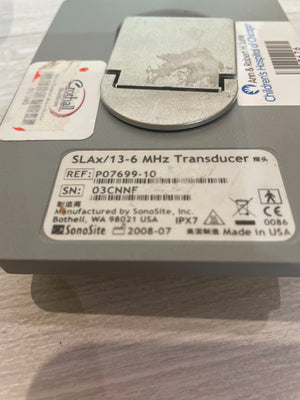 Ann & Robert H. Lurie
Children's Hospital of Chicago
SLAx/13-6 MHz Transducer 探头
REF: P07699-10
SN: 03CNNF
制造商
Manufactured by SonoSite, Inc.
Bothell, WA 98021 USA
IPX7
0086
SonoSite
2008-07
美国制造 Made in USA